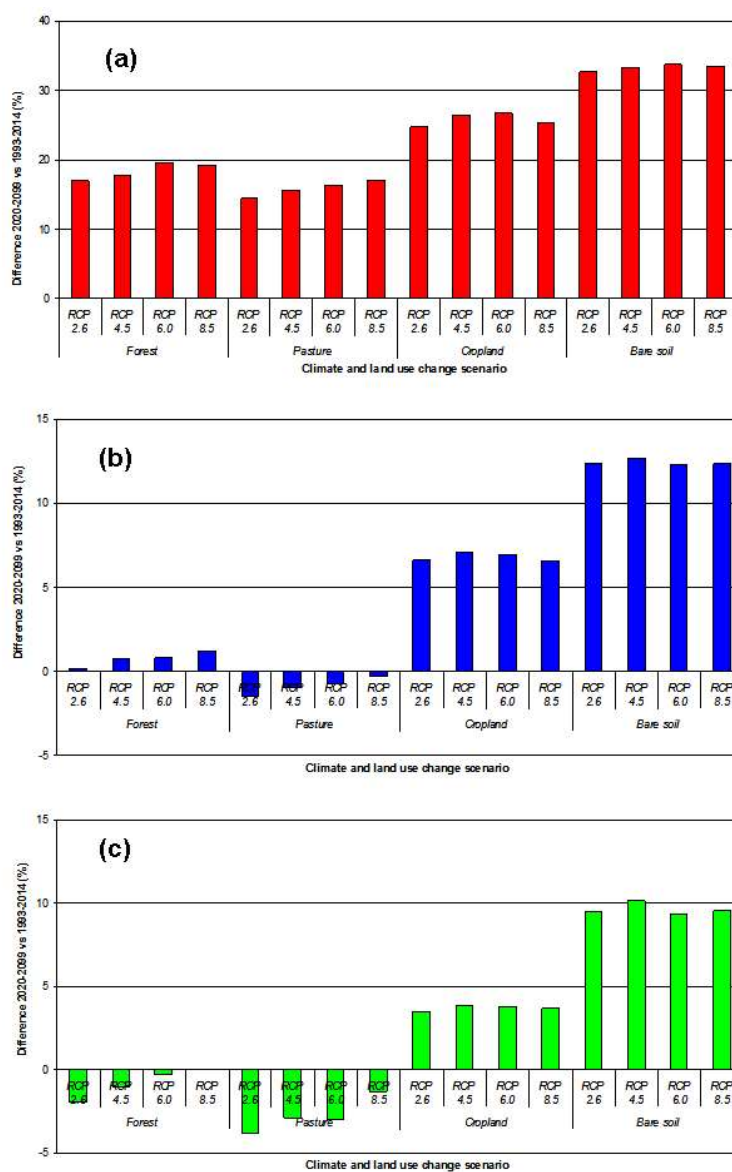 (a)
Difference 2020-2099 vs 1993-2014 (%)
40
30
20
10
0
RCP RCP RCP RCP RCP RCP RCP RCP RCP RCP RCP RCP RCP RCP RCP RCP
2.6 4.5 6.0 8.5 2.6 4.5 6.0 8.5 2.6 4.5 6.0 8.5 2.6 4.5 6.0 8.5
Forest Pasture Cropland Bare soil
Climate and land use change scenario
(b)
Difference 2020-2099 vs 1993-2014 (%)
15
10
5
0
RCP RCP RCP RCP RCP RCP RCP RCP RCP RCP RCP RCP RCP RCP RCP RCP
2.6 4.5 6.0 8.5 2.6 4.5 6.0 8.5 2.6 4.5 6.0 8.5 2.6 4.5 6.0 8.5
Forest Pasture Cropland Bare soil
-5
Climate and land use change scenario
(c)
Difference 2020-2099 vs 1993-2014 (%)
15
10
5
0
RCP RCP RCP RCP RCP RCP RCP RCP RCP RCP RCP RCP RCP RCP RCP RCP
2.6 4.5 6.0 8.5 2.6 4.5 6.0 8.5 2.6 4.5 6.0 8.5 2.6 4.5 6.0 8.5
Forest Pasture Cropland Bare soil
-5
Climate and land use change scenario